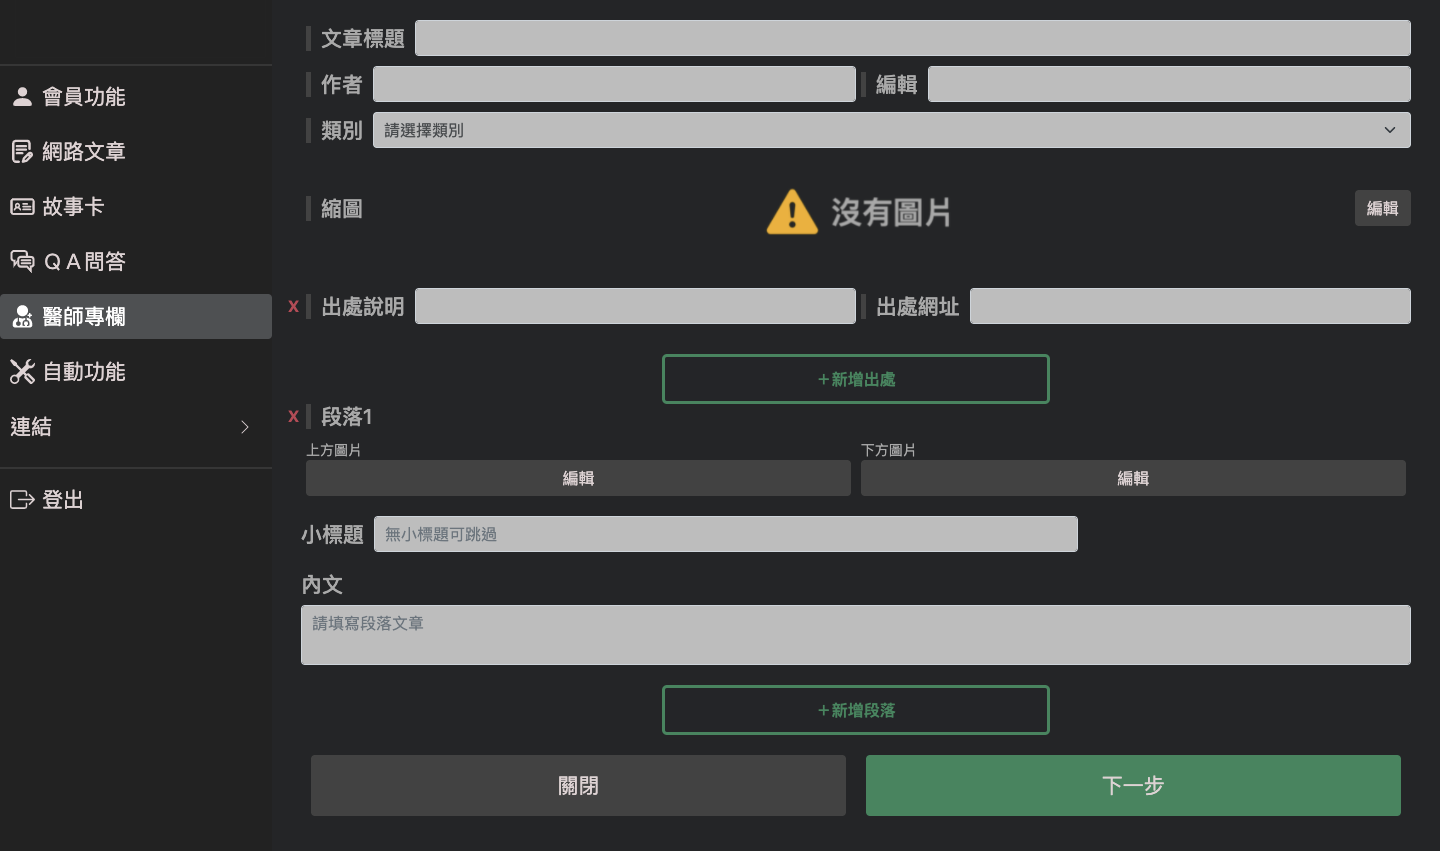 會員功能
網路文章
故事卡
ＱＡ問答
醫師專欄
自動功能
連結
登出
文章標題
作者
編輯
類別
請選擇類別
縮圖
沒有圖片
編輯
x
出處說明
出處網址
＋新增出處
x
段落1
上方圖片
下方圖片
編輯
編輯
小標題
無小標題可跳過
內文
請填寫段落文章
＋新增段落
關閉
下一步